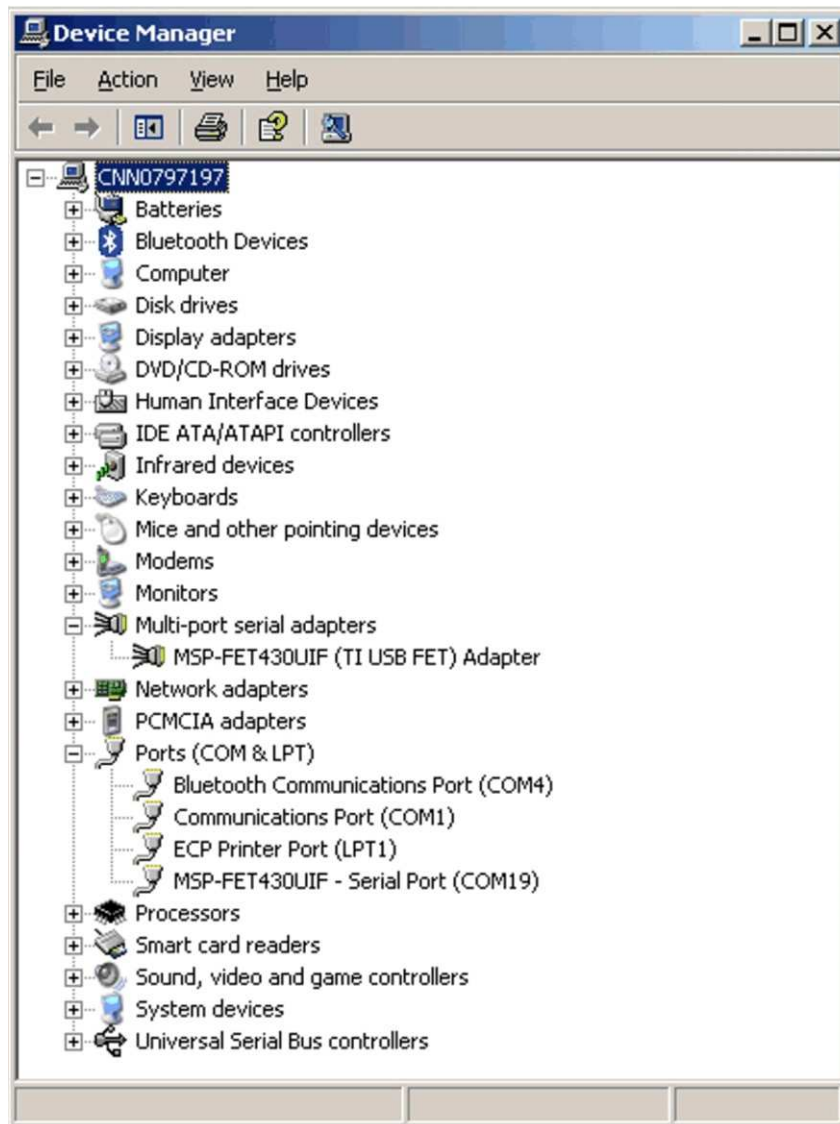 Device Manager
File Action View Help
CNN0797197
Batteries
Bluetooth Devices
Computer
Disk drives
Display adapters
DVD/CD-ROM drives
Human Interface Devices
IDE ATA/ATAPI controllers
Infrared devices
Keyboards
Mice and other pointing devices
Modems
Monitors
Multi-port serial adapters
MSP-FET430UIF (TI USB FET) Adapter
Network adapters
PCMCIA adapters
Ports (COM & LPT)
Bluetooth Communications Port (COM4)
Communications Port (COM1)
ECP Printer Port (LPT1)
MSP-FET430UIF - Serial Port (COM19)
Processors
Smart card readers
Sound, video and game controllers
System devices
Universal Serial Bus controllers